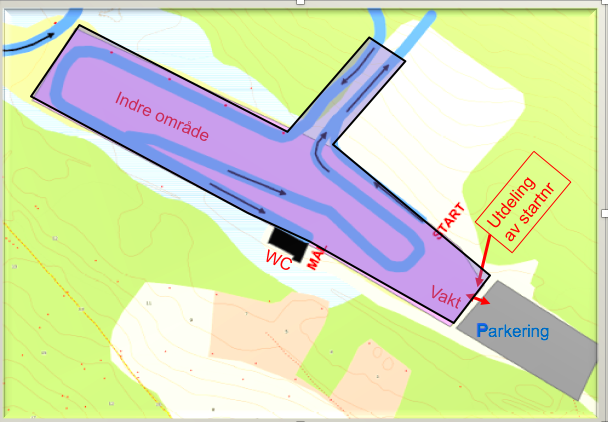 Indre område
START
Utdeling
av startnr
WC
MÅL
Vakt
Parkering